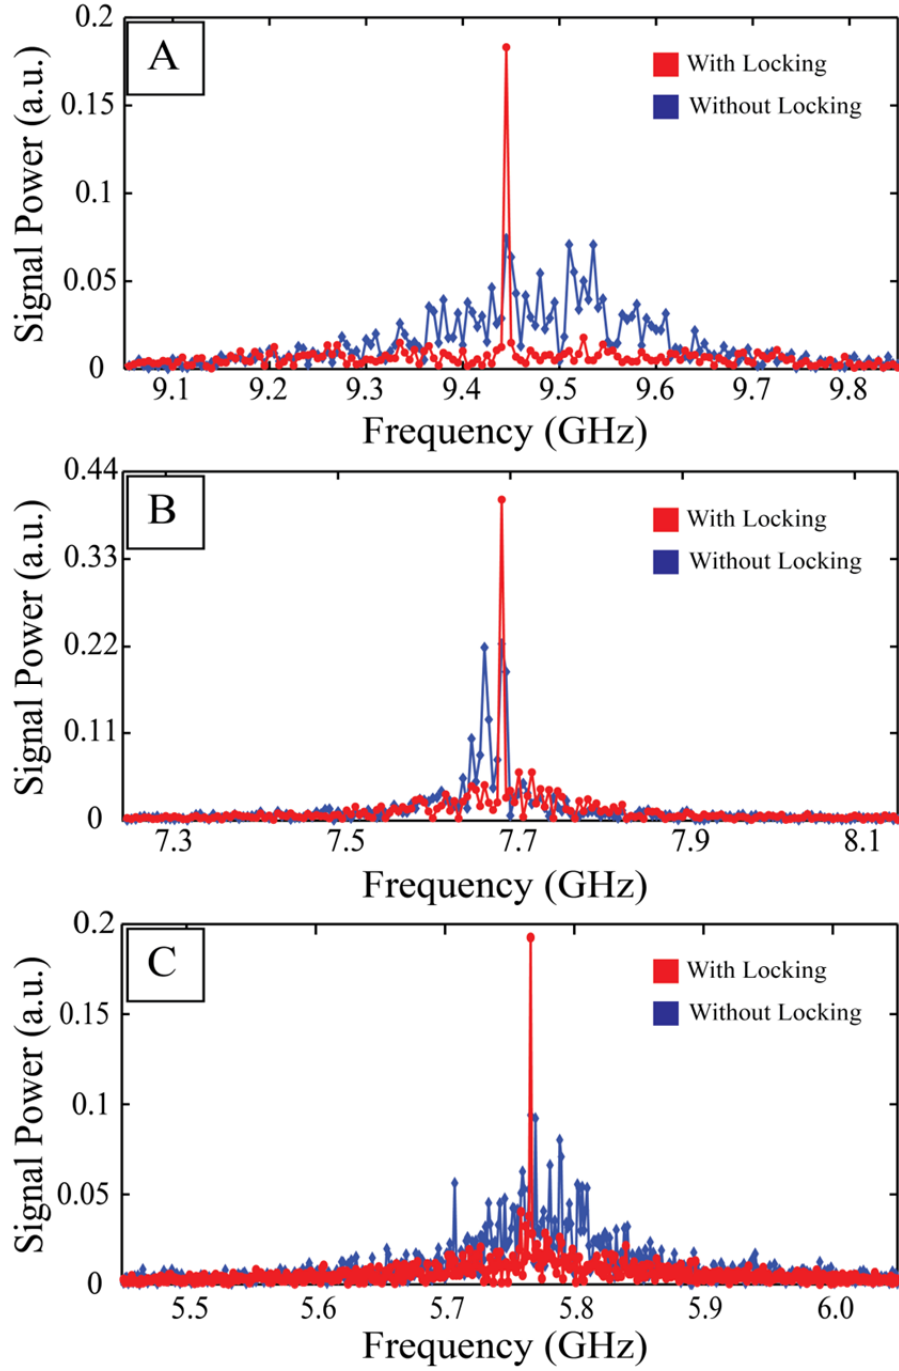 A
With Locking
Without Locking
Signal Power (a.u.)
0.2
0.15
0.1
0.05
0
9.1 9.2 9.3 9.4 9.5 9.6 9.7 9.8
Frequency (GHz)
B
With Locking
Without Locking
Signal Power (a.u.)
0.44
0.33
0.22
0.11
0
7.3 7.5 7.7 7.9 8.1
Frequency (GHz)
C
With Locking
Without Locking
Signal Power (a.u.)
0.2
0.15
0.1
0.05
0
5.5 5.6 5.7 5.8 5.9 6.0
Frequency (GHz)